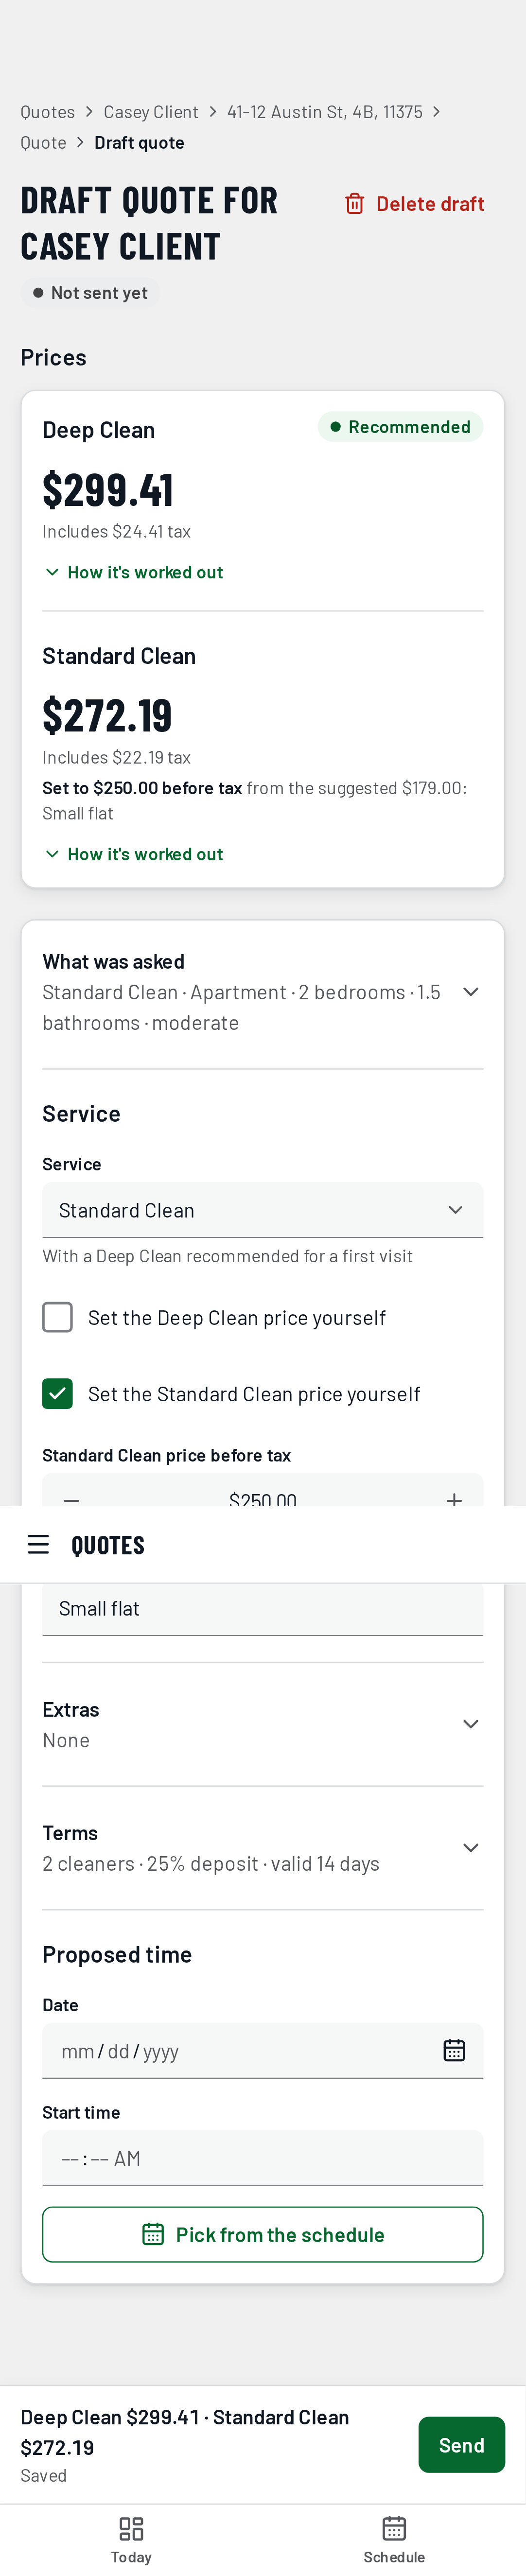 Quotes > Casey Client > 41-12 Austin St, 4B, 11375 >
Quote > Draft quote
DRAFT QUOTE FOR
CASEY CLIENT
Delete draft
Not sent yet
Prices
Deep Clean
Recommended
$299.41
Includes $24.41 tax
How it's worked out
Standard Clean
$272.19
Includes $22.19 tax
Set to $250.00 before tax from the suggested $179.00:
Small flat
How it's worked out
What was asked
Standard Clean · Apartment · 2 bedrooms · 1.5
bathrooms · moderate
Service
Service
Standard Clean
With a Deep Clean recommended for a first visit
Set the Deep Clean price yourself
Set the Standard Clean price yourself
Standard Clean price before tax
$250.00
QUOTES
Small flat
Extras
None
Terms
2 cleaners · 25% deposit · valid 14 days
Proposed time
Date
mm/dd/yyyy
Start time
--:-- AM
Pick from the schedule
Deep Clean $299.41 · Standard Clean
$272.19
Saved
Send
Today
Schedule